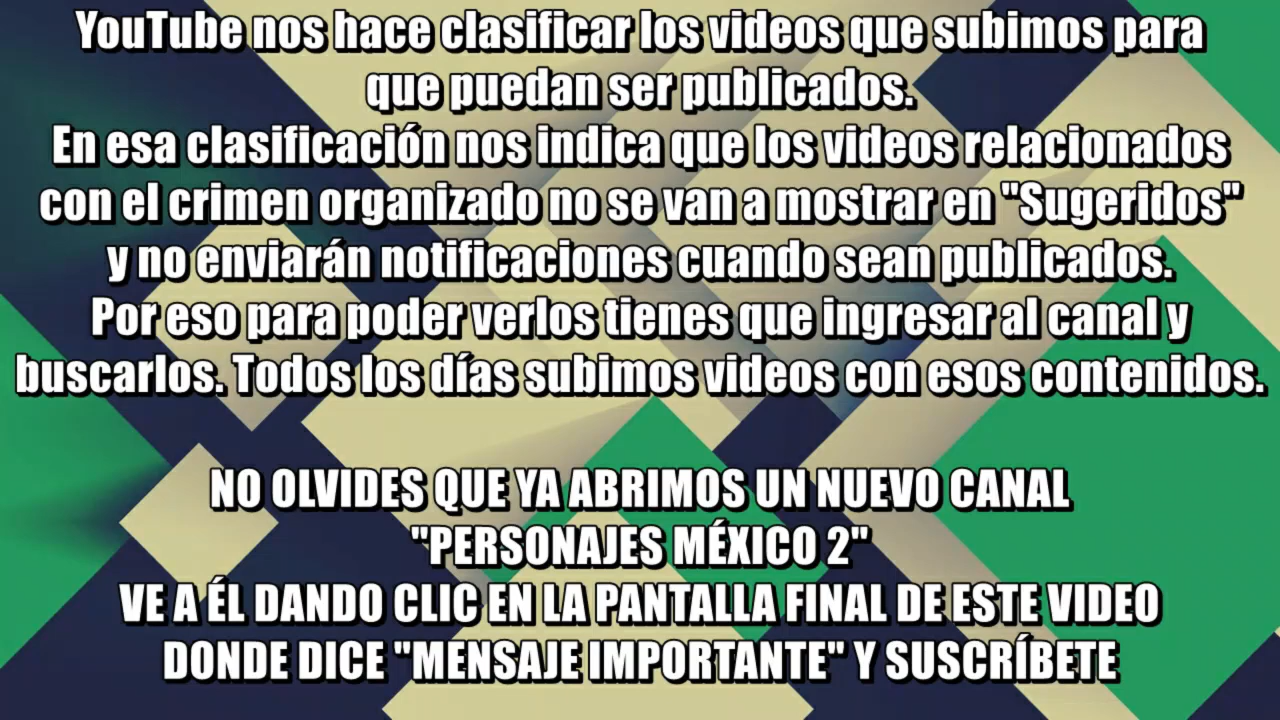 YouTube nos hace clasificar los videos que subimos para
que puedan ser publicados.
En esa clasificación nos indica que los videos relacionados
con el crimen organizado no se van a mostrar en "Sugeridos"
y no enviarán notificaciones cuando sean publicados.
Por eso para poder verlos tienes que ingresar al canal y
buscarlos. Todos los días subimos videos con esos contenidos.
NO OLVIDES QUE YA ABRIMOS UN NUEVO CANAL
"PERSONAJES MÉXICO 2"
VE A ÉL DANDO CLIC EN LA PANTALLA FINAL DE ESTE VIDEO
DONDE DICE "MENSAJE IMPORTANTE" Y SUSCRÍBETE